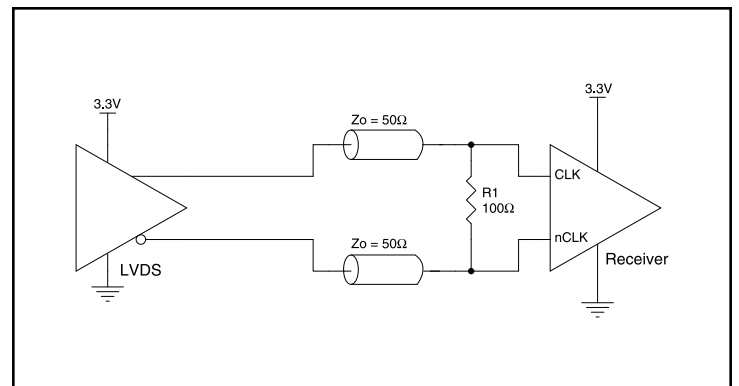 3.3V
3.3V
Zo = 50Ω
CLK
R1
100Ω
nCLK
Zo = 50Ω
LVDS
Receiver